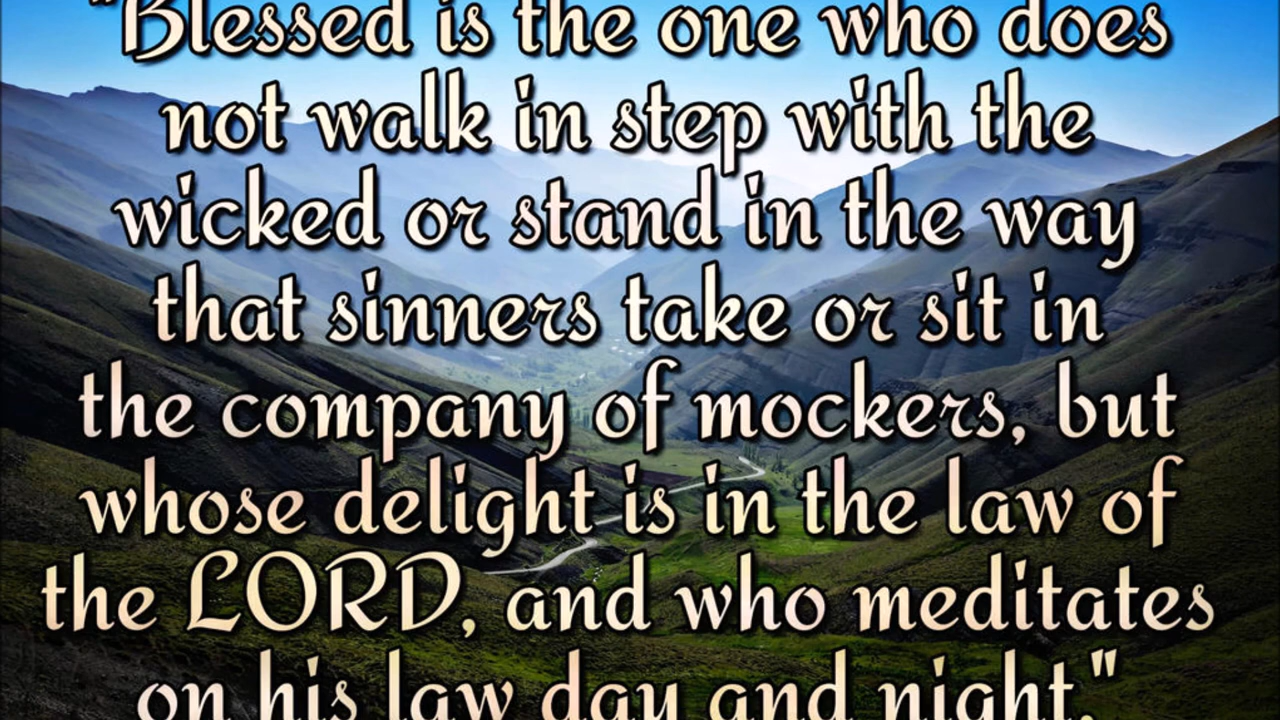 "Blessed is the one who does
not walk in step with the
wicked or stand in the way
that sinners take or sit in
the company of mockers, but
whose delight is in the law of
the LORD, and who meditates
on his law day and night."